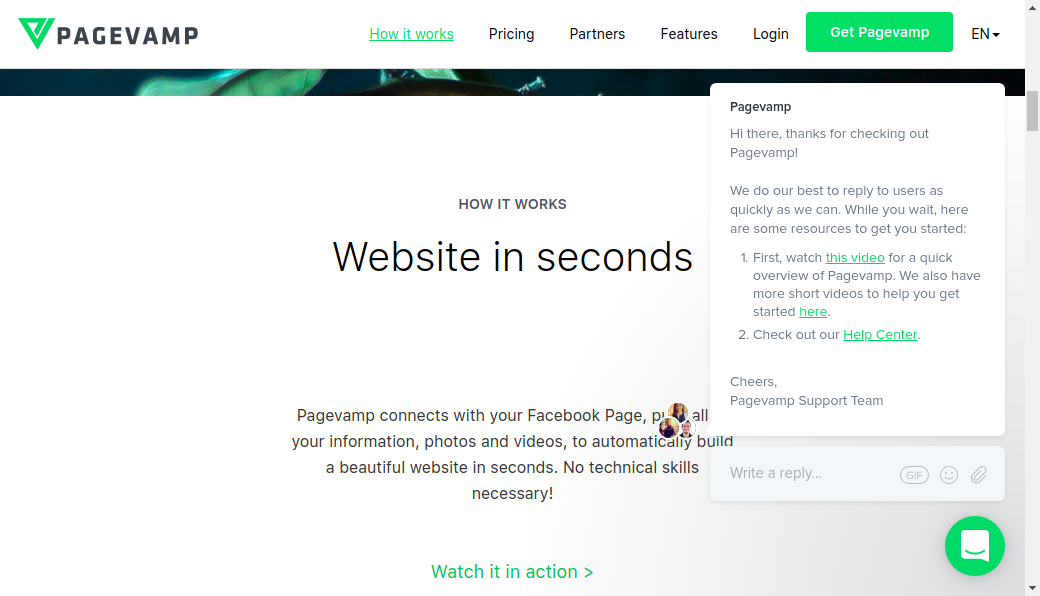 PAGEVAMP
How it works Pricing Partners Features Login Get Pagevamp EN
HOW IT WORKS
Website in seconds
Pagevamp connects with your Facebook Page, all
your information, photos and videos, to automatically build
a beautiful website in seconds. No technical skills
necessary!
Watch it in action >
Pagevamp
Hi there, thanks for checking out
Pagevamp!
We do our best to reply to users as
quickly as we can. While you wait, here
are some resources to get you started:
1. First, watch this video for a quick
overview of Pagevamp. We also have
more short videos to help you get
started here.
2. Check out our Help Center.
Cheers,
Pagevamp Support Team
Write a reply...
GIF